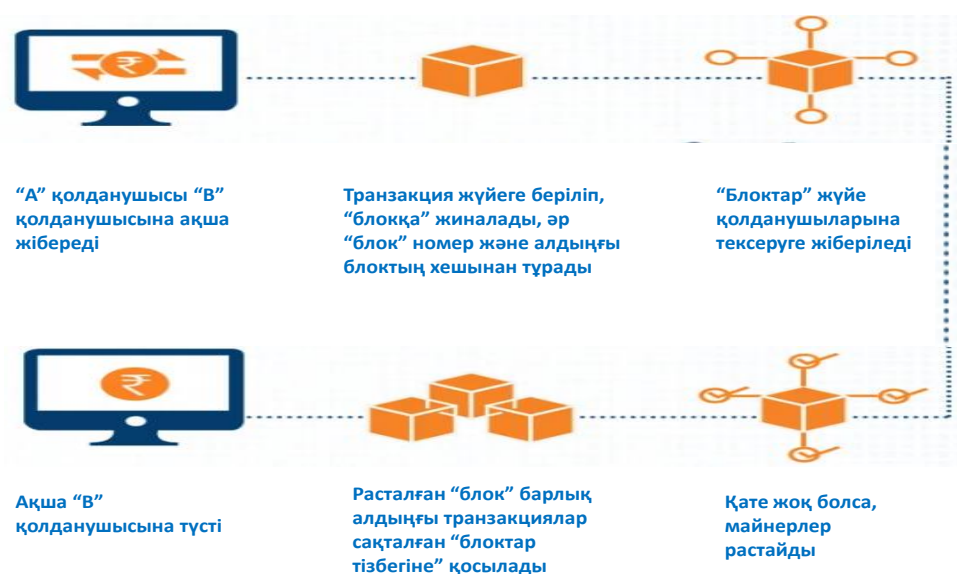 “А” қолданушысы “В”
қолданушысына ақша
жібереді
Транзакция жүйеге беріліп,
“блокқа” жиналады, әр
“блок” номер және алдыңғы
блоктың хешынан тұрады
“Блоктар” жүйе
қолданушыларына
тексеруге жіберіледі
Қате жоқ болса,
майнерлер
растайды
Расталған “блок” барлық
алдыңғы транзакциялар
сақталған “блоктар
тізбегіне” қосылады
Ақша “В”
қолданушысына түсті